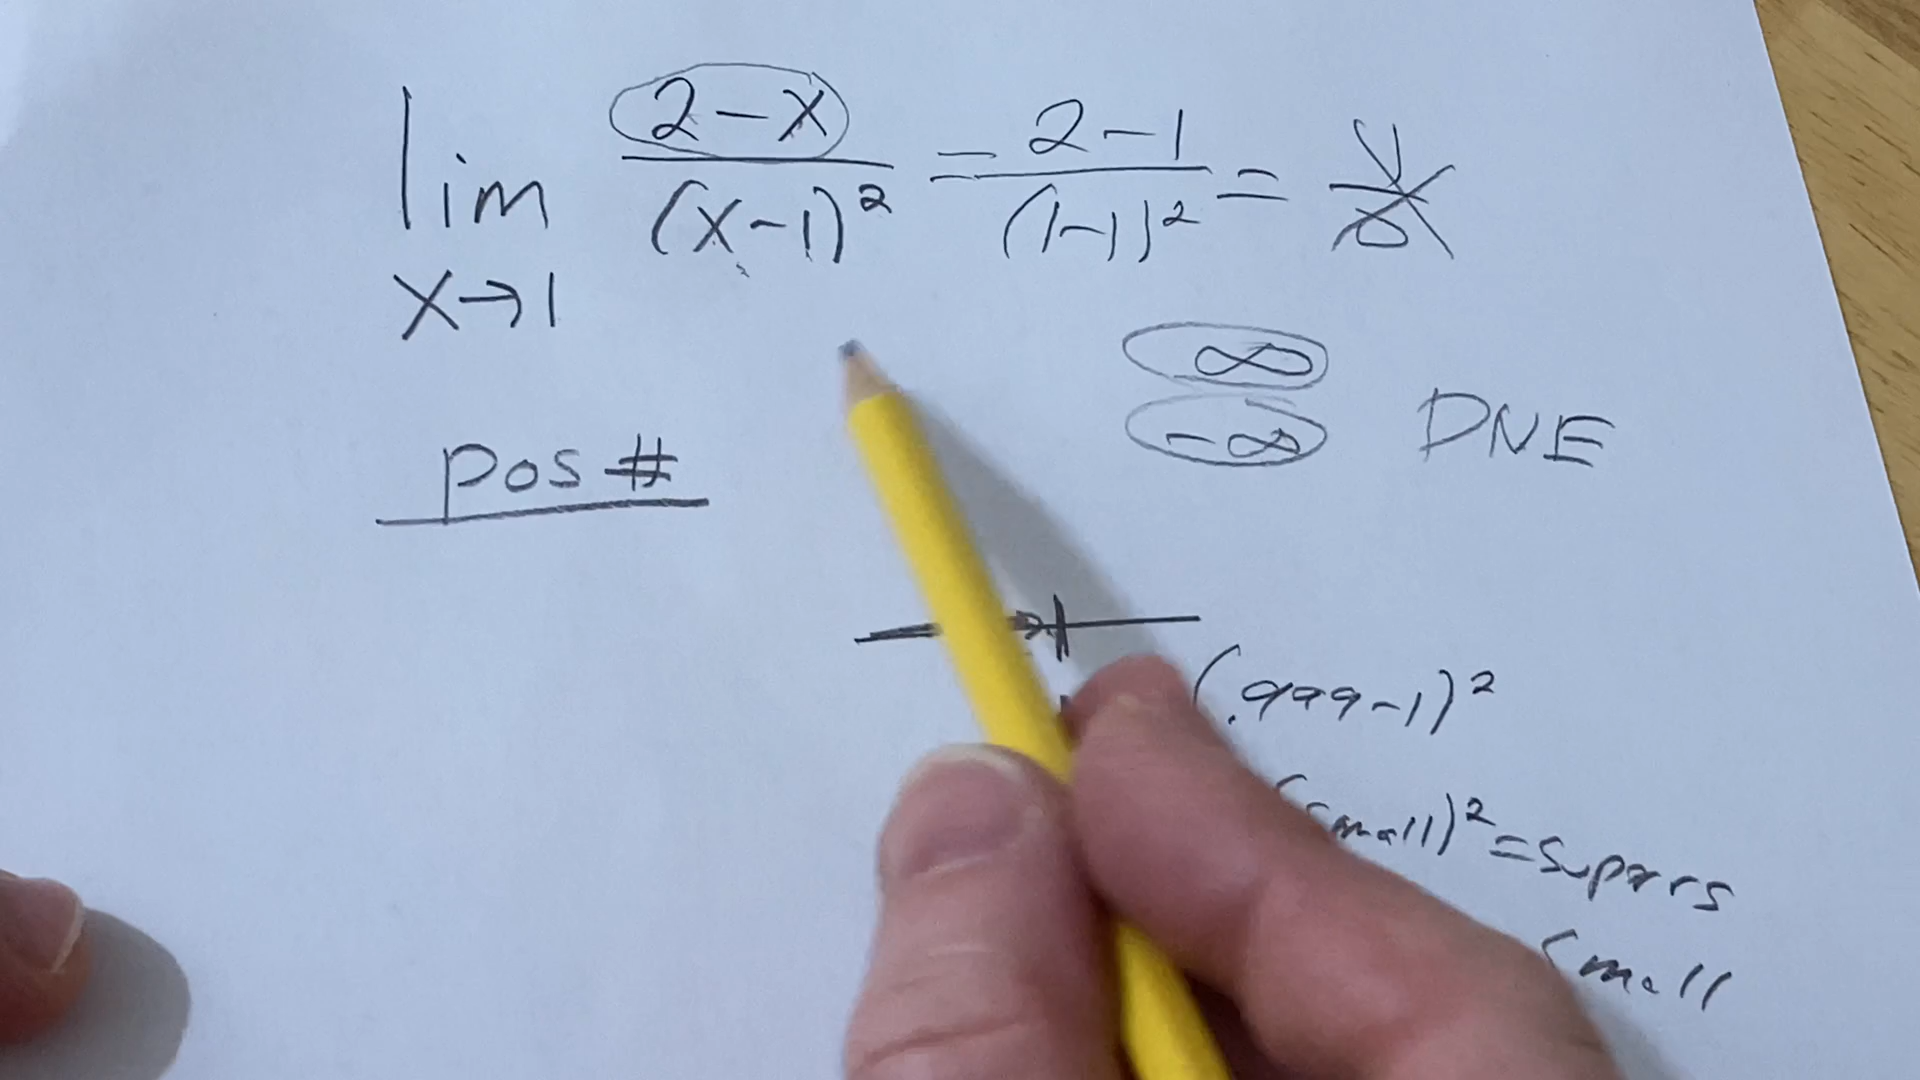 lim x→1 (2-x)/(x-1)² = (2-1)/(1-1)² = 1/0
∞
-∞ DNE
pos #
(.999-1)²
(small)² = supers
small